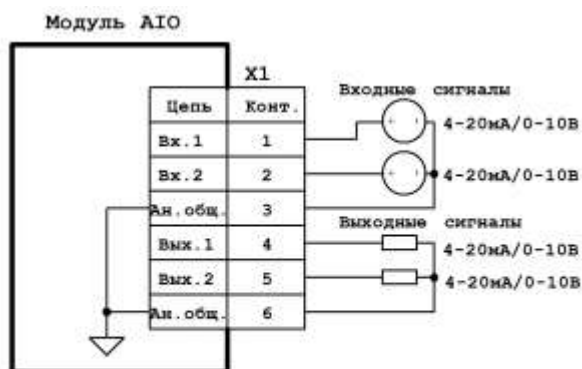 Модуль AIO
X1
Входные сигналы
Цепь Конт.
4-20мА/0-10В
Вх.1 1
Вх.2 2
4-20мА/0-10В
Ан.общ. 3
Выходные сигналы
Вых.1 4
4-20мА/0-10В
Вых.2 5
4-20мА/0-10В
Ан.общ. 6